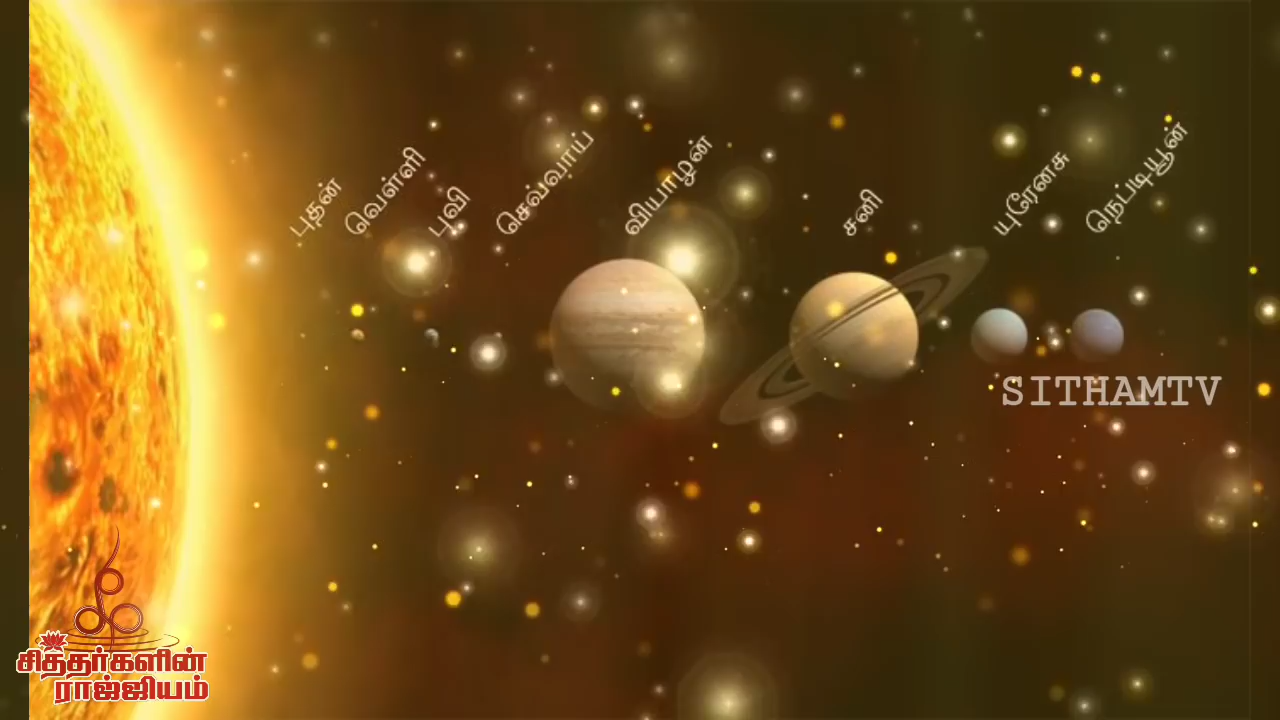 புதன்
வெள்ளி
புவி
செவ்வாய்
வியாழன்
சனி
யுரேனசு
நெப்டியூன்
SITHAMTV
சித்தர்களின்
ராஜ்ஜியம்